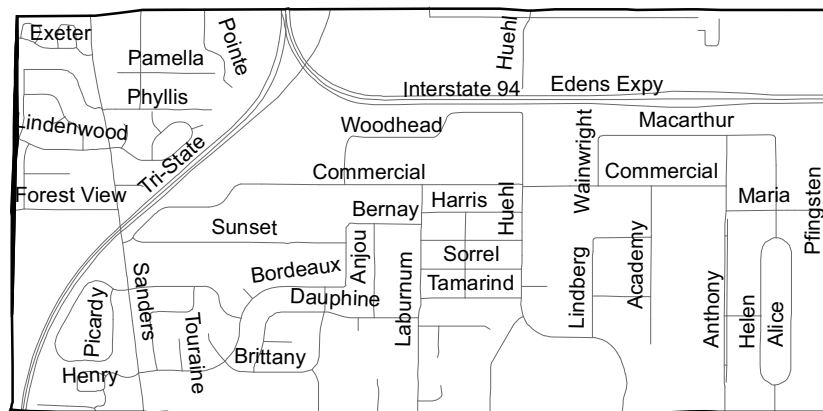 Exeter
Pointe
Huehl
Pamella
Interstate 94
Edens Expy
Phyllis
Lindenwood
Woodhead
Macarthur
Wainwright
Tri-State
Commercial
Commercial
Forest View
Bernay
Harris
Huehl
Maria
Pfingsten
Sunset
Anjou
Sorrel
Academy
Bordeaux
Tamarind
Sanders
Dauphine
Laburnum
Lindberg
Picardy
Touraine
Anthony
Helen
Alice
Henry
Brittany